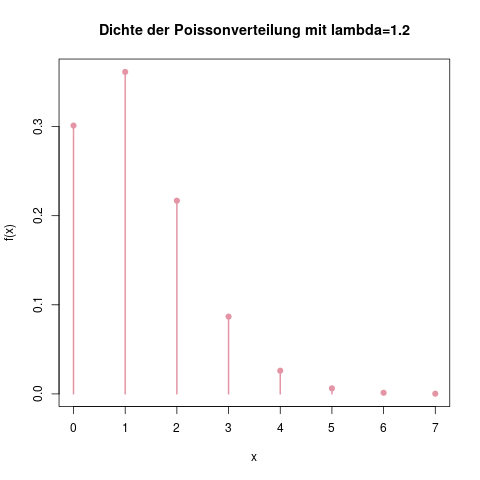 Dichte der Poissonverteilung mit lambda=1.2
f(x)
0.3
0.2
0.1
0.0
0 1 2 3 4 5 6 7
x